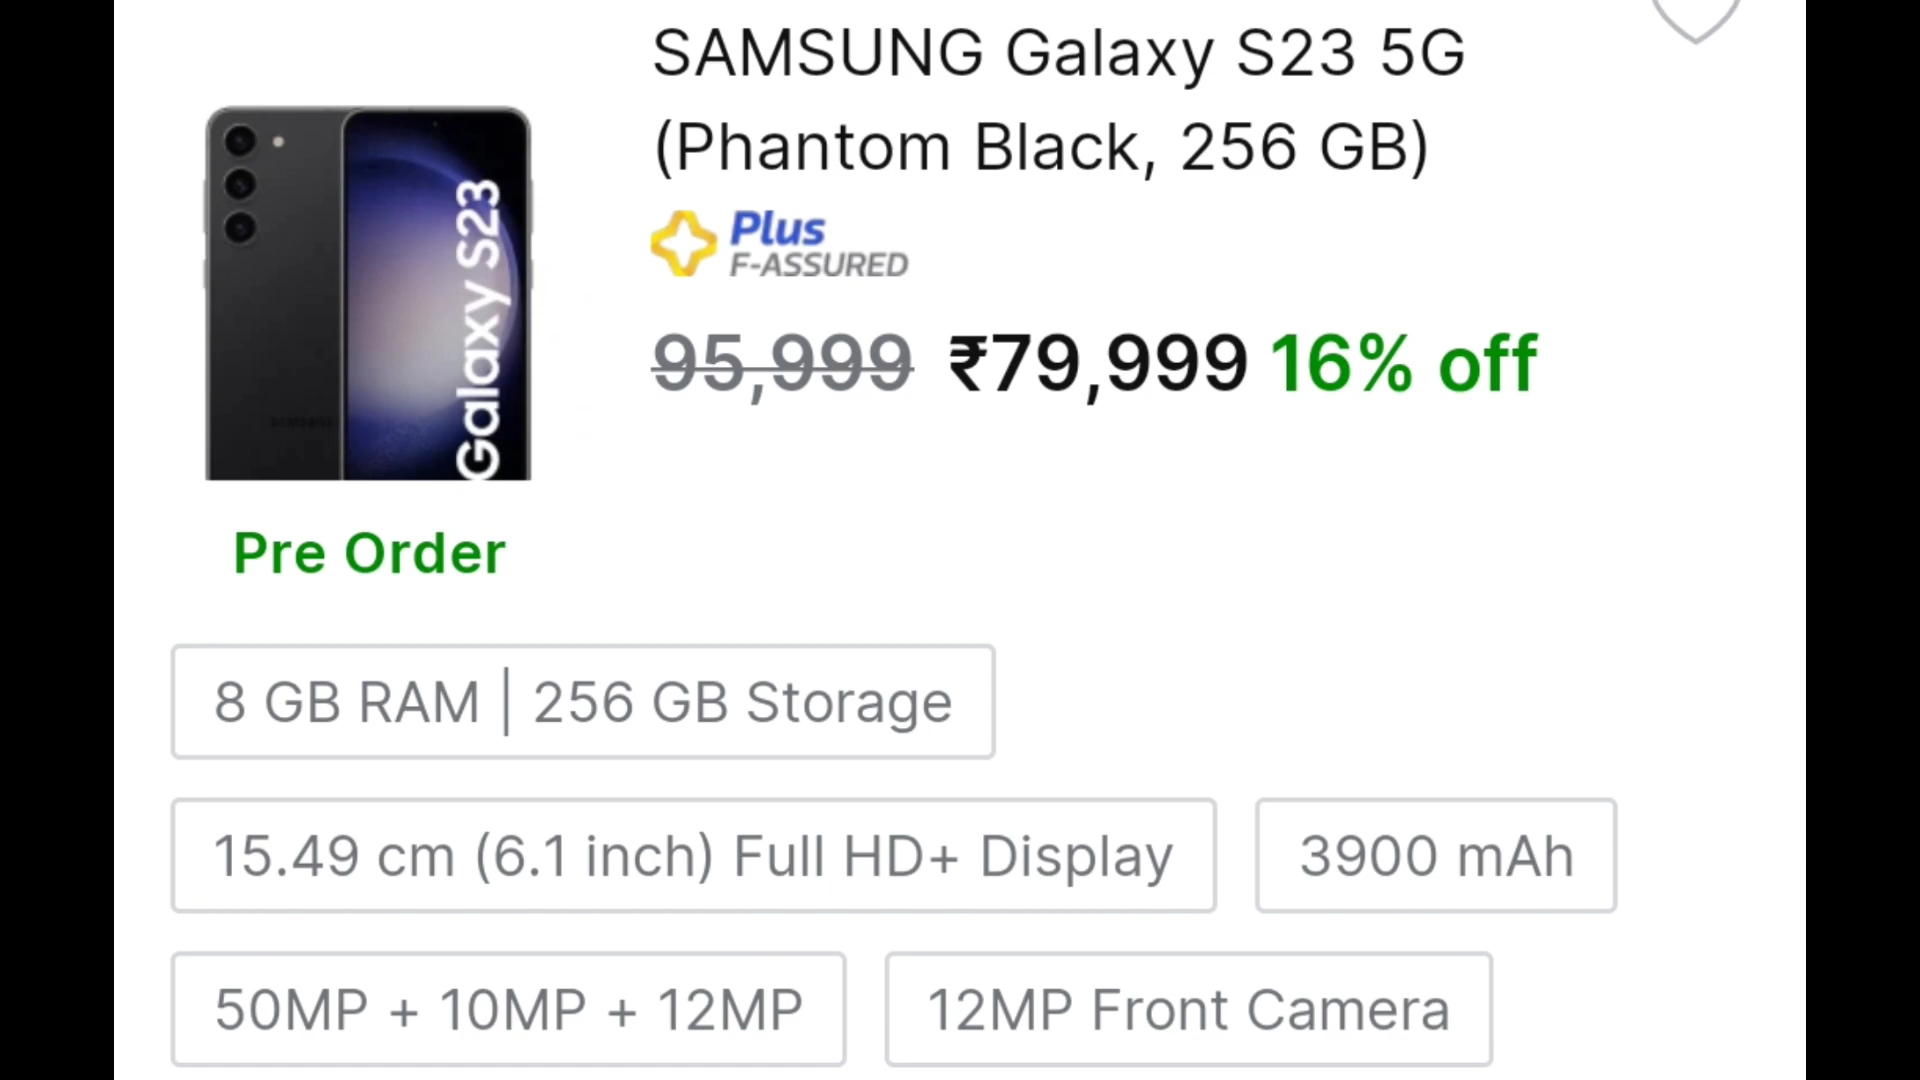 SAMSUNG Galaxy S23 5G
(Phantom Black, 256 GB)
Plus
F-ASSURED
95,999 ₹79,999 16% off
Galaxy S23
SAMSUNG
Pre Order
8 GB RAM | 256 GB Storage
15.49 cm (6.1 inch) Full HD+ Display
3900 mAh
50MP + 10MP + 12MP
12MP Front Camera